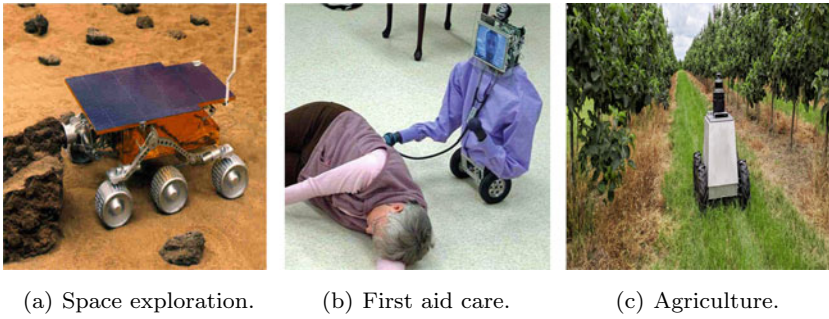 (a) Space exploration.
(b) First aid care.
(c) Agriculture.